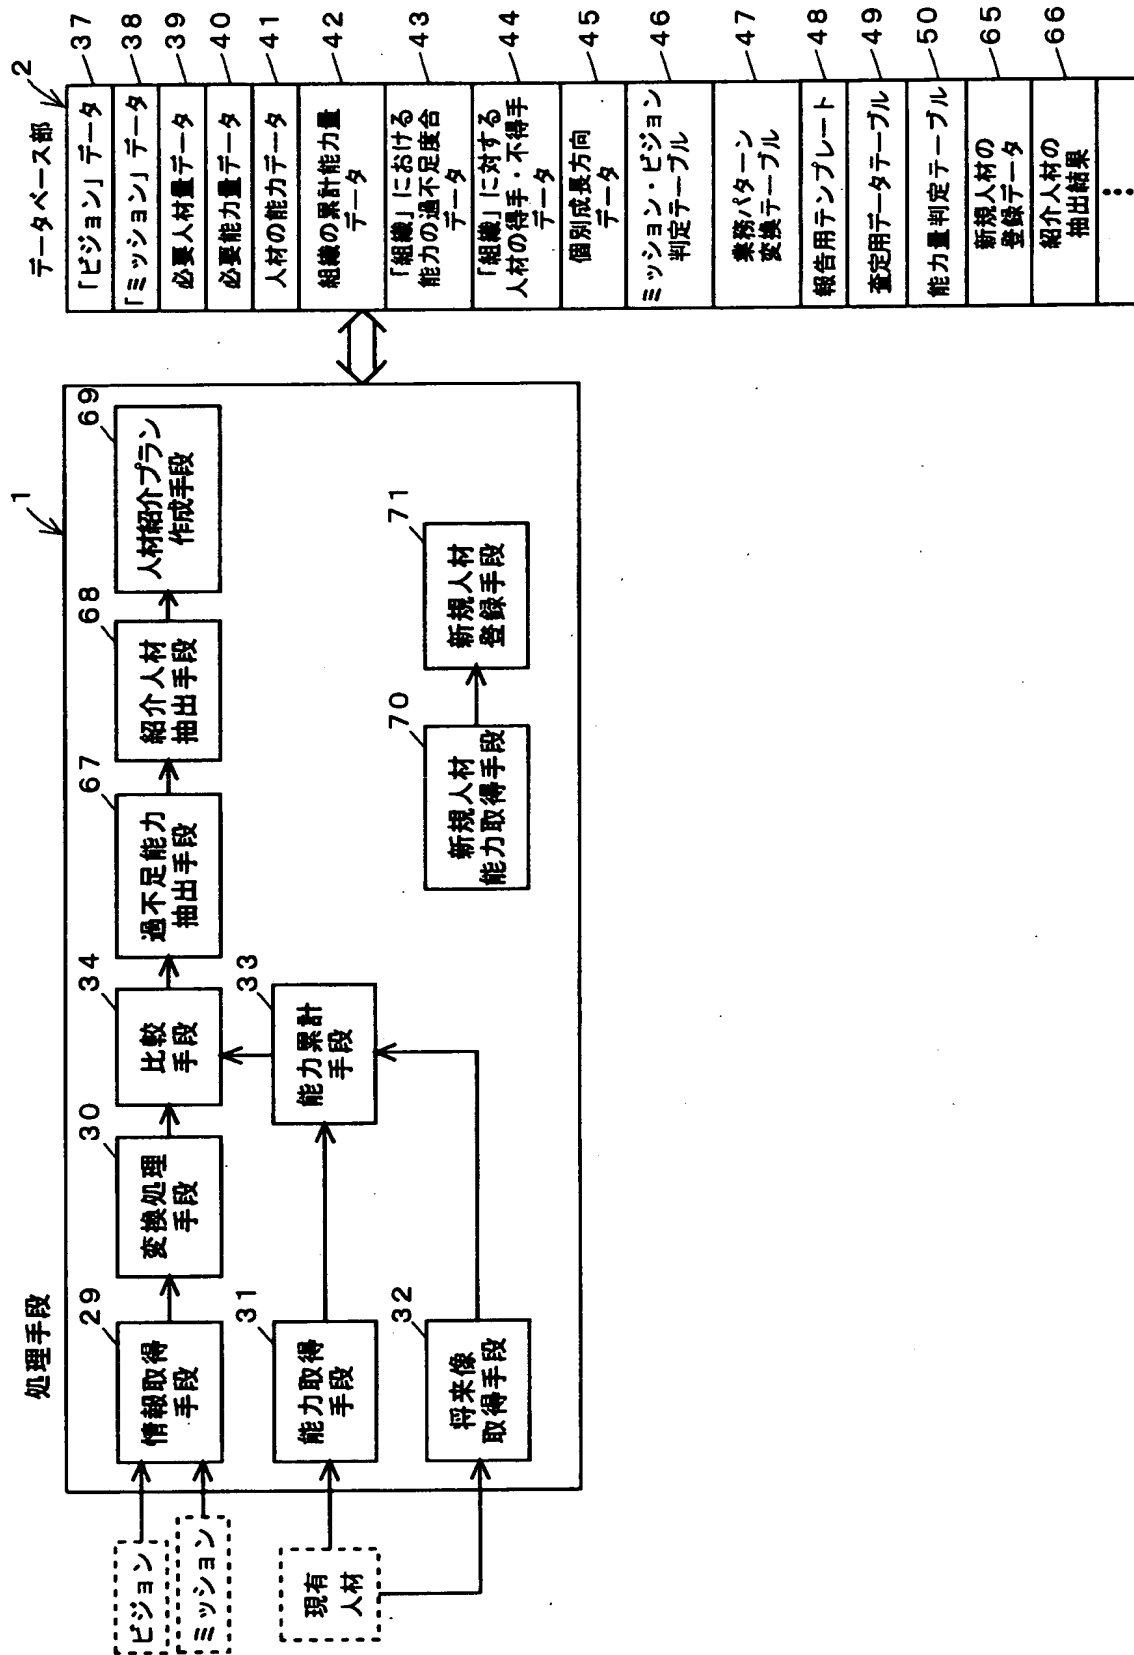 処理手段
1
ビジョン
ミッション
現有
人材
29
情報取得
手段
30
変換処理
手段
34
比較
手段
67
過不足能力
抽出手段
68
紹介人材
抽出手段
69
人材紹介プラン
作成手段
31
能力取得
手段
33
能力累計
手段
32
将来像
取得手段
70
新規人材
能力取得手段
71
新規人材
登録手段
データベース部
2
「ビジョン」データ
37
「ミッション」データ
38
必要人材量データ
39
必要能力量データ
40
人材の能力データ
41
組織の累計能力量
データ
42
「組織」における
能力の過不足度合
データ
43
「組織」に対する
人材の得手・不得手
データ
44
個別成長方向
データ
45
ミッション・ビジョン
判定テーブル
46
業務パターン
変換テーブル
47
報告用テンプレート
48
査定用データテーブル
49
能力量判定テーブル
50
新規人材の
登録データ
65
紹介人材の
抽出結果
66